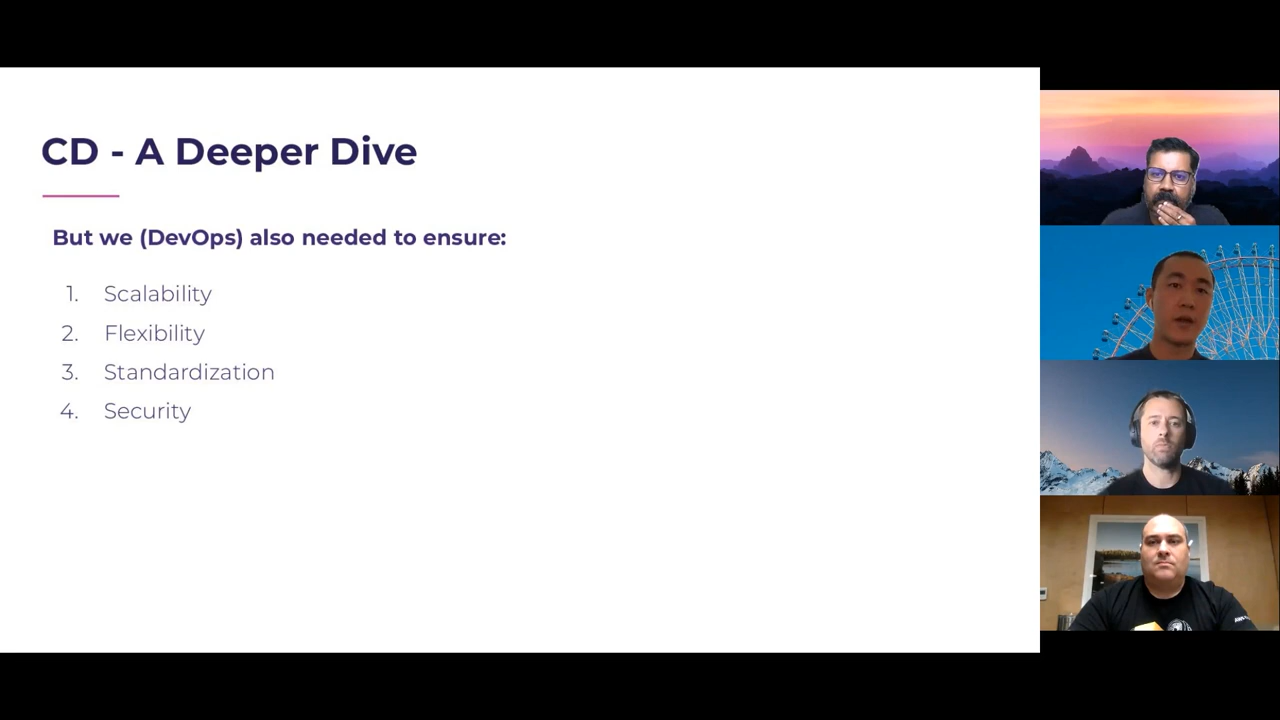 CD - A Deeper Dive
But we (DevOps) also needed to ensure:
1. Scalability
2. Flexibility
3. Standardization
4. Security